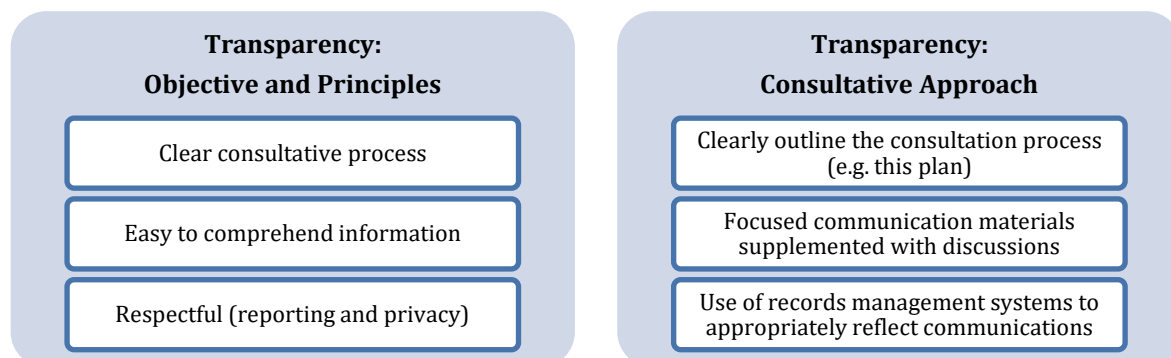 Transparency:
Objective and Principles
Clear consultative process
Easy to comprehend information
Respectful (reporting and privacy)
Transparency:
Consultative Approach
Clearly outline the consultation process
(e.g. this plan)
Focused communication materials
supplemented with discussions
Use of records management systems to
appropriately reflect communications